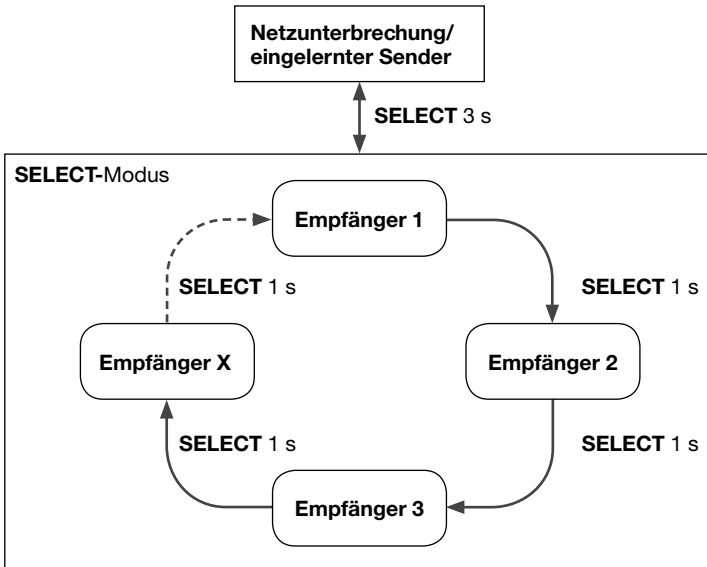 Netzunterbrechung/
eingelernter Sender
SELECT 3 s
SELECT-Modus
Empfänger 1
SELECT 1 s
SELECT 1 s
Empfänger X
Empfänger 2
SELECT 1 s
SELECT 1 s
Empfänger 3